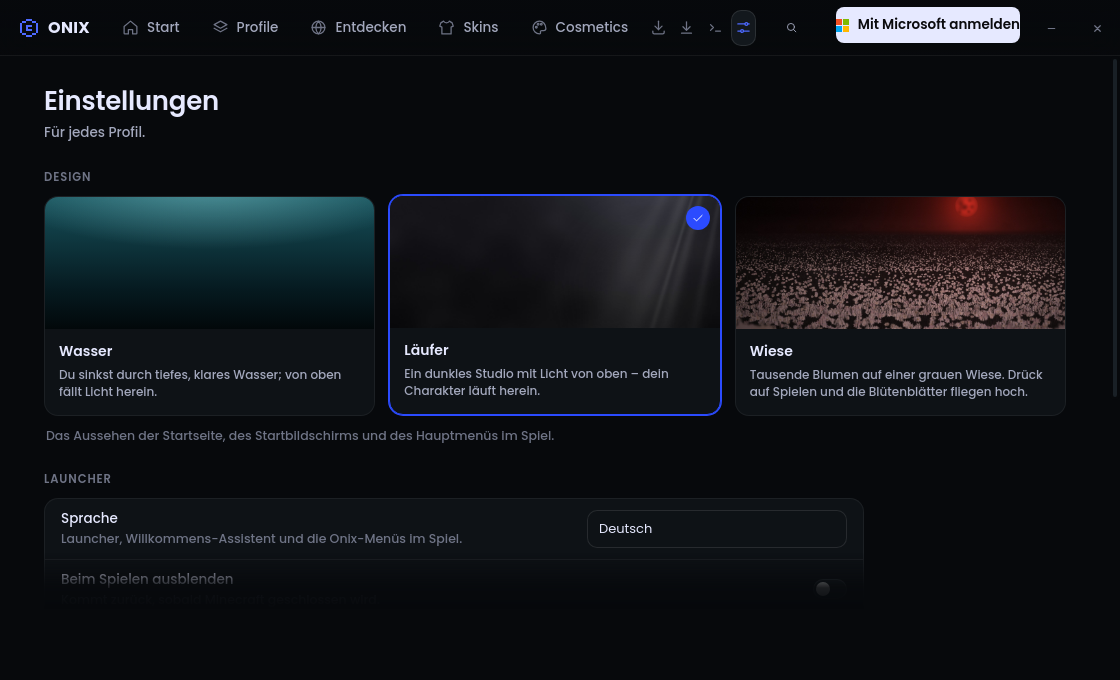 ONIX
Start
Profile
Entdecken
Skins
Cosmetics
Mit Microsoft anmelden
Einstellungen
Für jedes Profil.
DESIGN
Wasser
Du sinkst durch tiefes, klares Wasser; von oben
fällt Licht herein.
Läufer
Ein dunkles Studio mit Licht von oben – dein
Charakter läuft herein.
Wiese
Tausende Blumen auf einer grauen Wiese. Drück
auf Spielen und die Blütenblätter fliegen hoch.
Das Aussehen der Startseite, des Startbildschirms und des Hauptmenüs im Spiel.
LAUNCHER
Sprache
Launcher, Willkommens-Assistent und die Onix-Menüs im Spiel.
Deutsch
Beim Spielen ausblenden